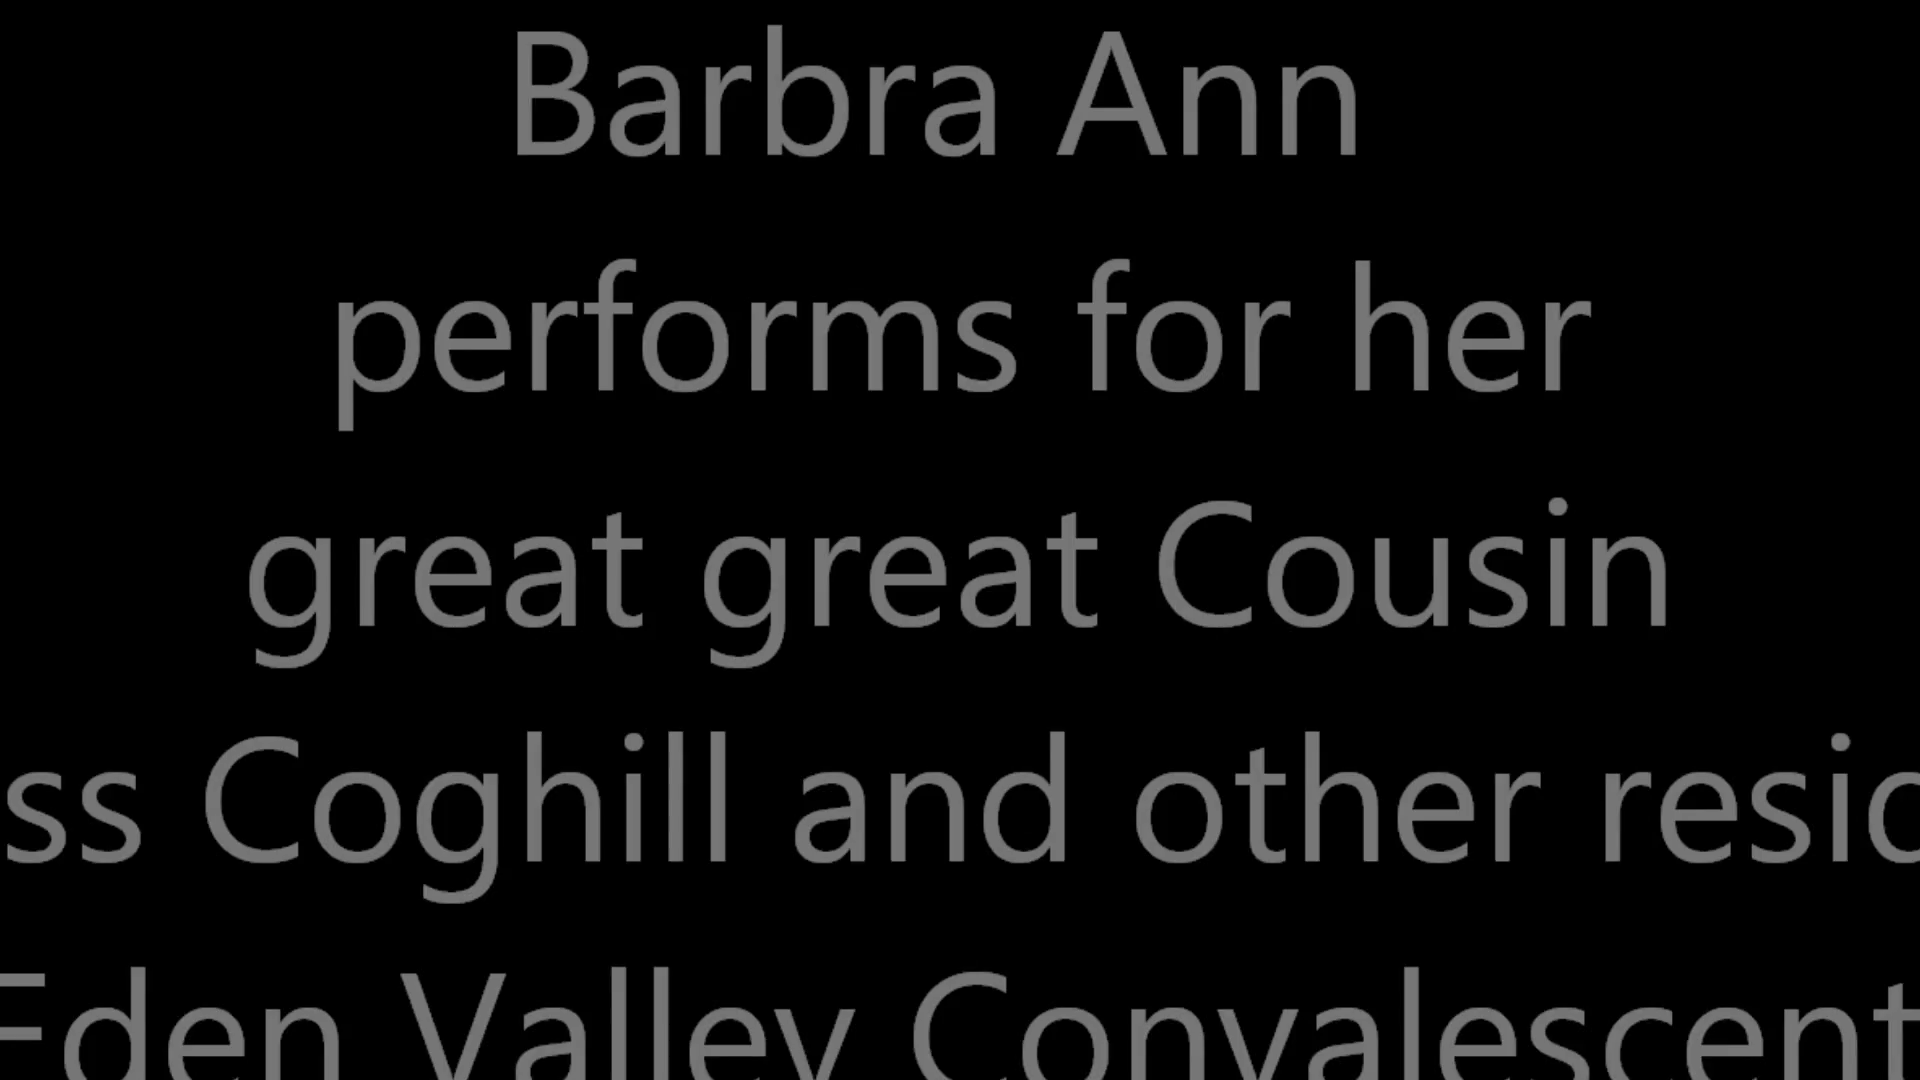 Barbra Ann
performs for her
great great Cousin
ss Coghill and other resid
Eden Valley Convalescent